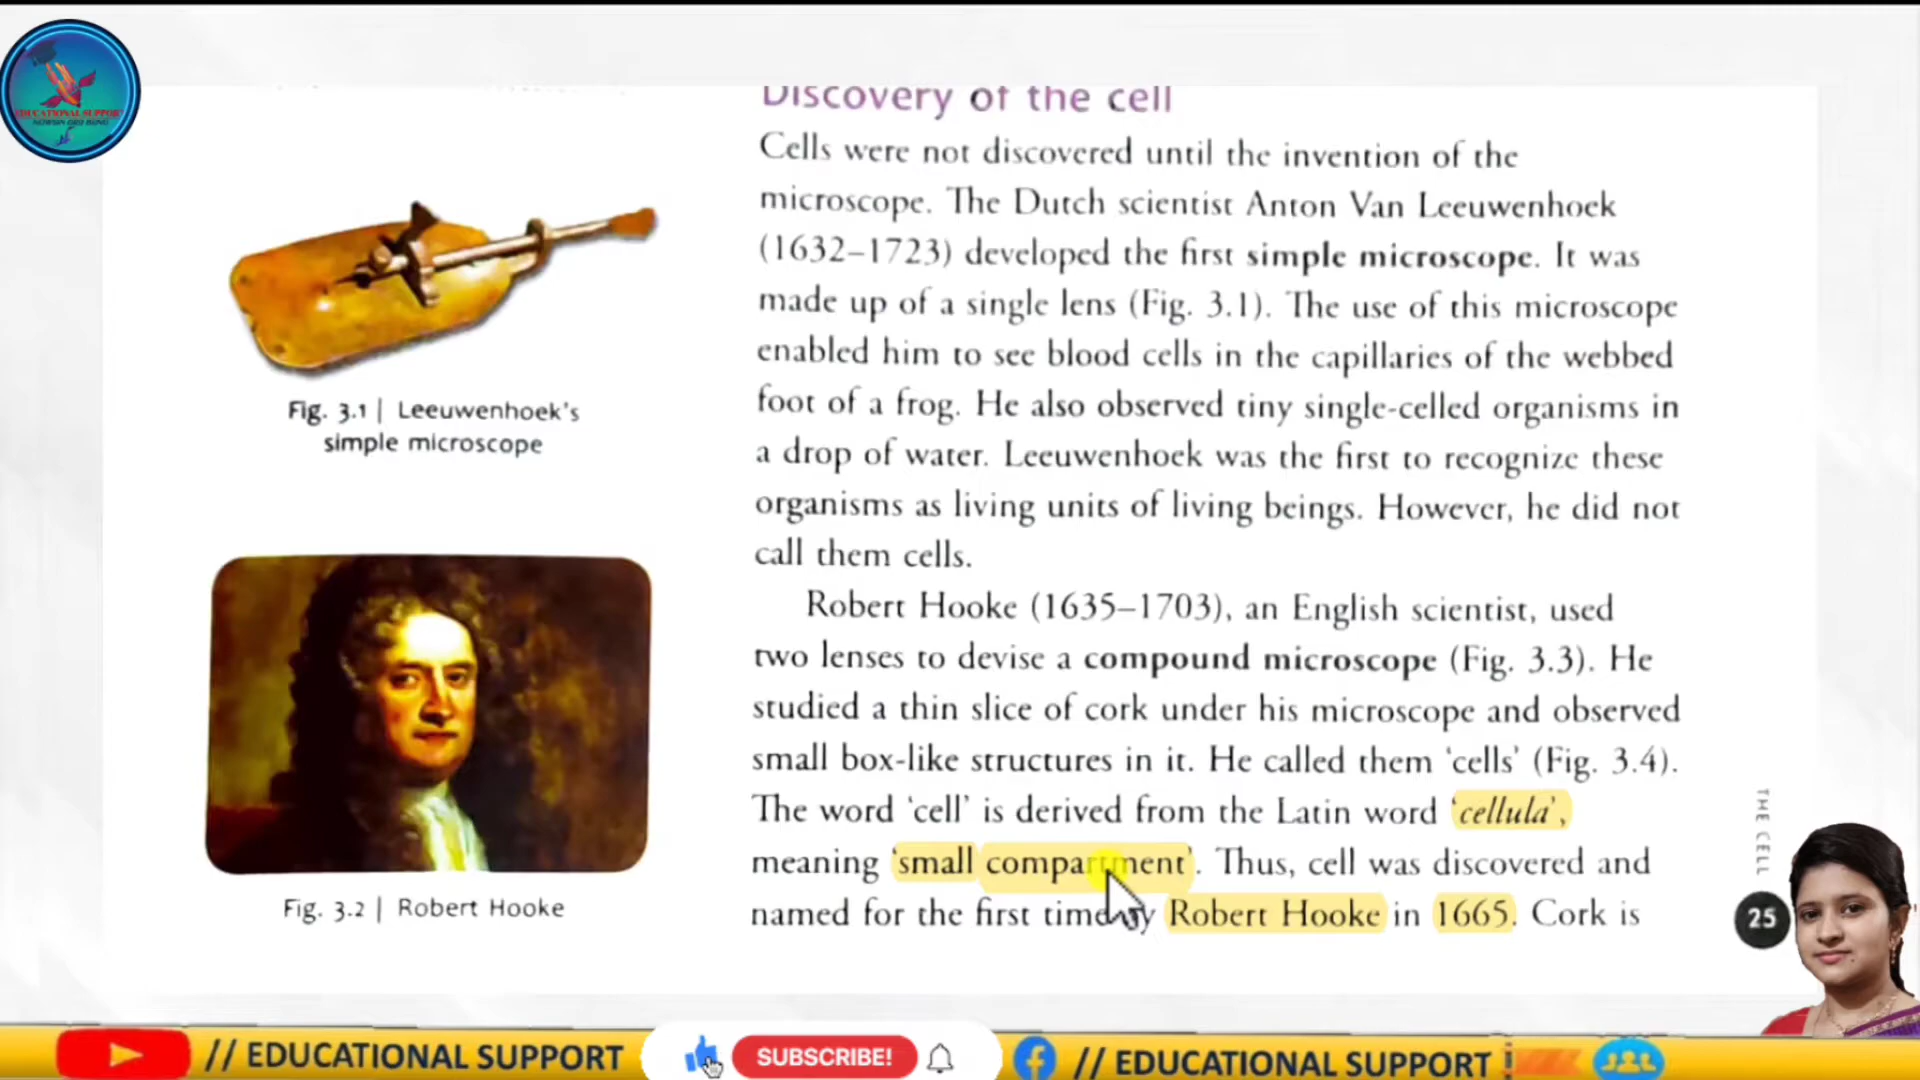 EDUCATIONAL SUPPORT
Discovery of the cell
Cells were not discovered until the invention of the
microscope. The Dutch scientist Anton Van Leeuwenhoek
(1632–1723) developed the first simple microscope. It was
made up of a single lens (Fig. 3.1). The use of this microscope
enabled him to see blood cells in the capillaries of the webbed
foot of a frog. He also observed tiny single-celled organisms in
a drop of water. Leeuwenhoek was the first to recognize these
organisms as living units of living beings. However, he did not
call them cells.
Robert Hooke (1635–1703), an English scientist, used
two lenses to devise a compound microscope (Fig. 3.3). He
studied a thin slice of cork under his microscope and observed
small box-like structures in it. He called them ‘cells’ (Fig. 3.4).
The word ‘cell’ is derived from the Latin word ‘cellula’,
meaning ‘small compartment’. Thus, cell was discovered and
named for the first time by Robert Hooke in 1665. Cork is
Fig. 3.1 | Leeuwenhoek's
simple microscope
Fig. 3.2 | Robert Hooke
THE CELL
25
// EDUCATIONAL SUPPORT
SUBSCRIBE!
// EDUCATIONAL SUPPORT